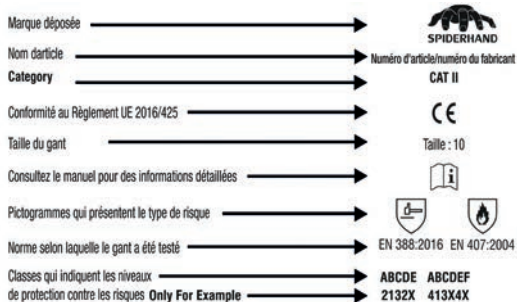 Marque déposée
SPIDERHAND
Nom darticle
Numéro d'article/numéro du fabricant
Category
CAT II
Conformité au Règlement UE 2016/425
CE
Taille du gant
Taille : 10
Consultez le manuel pour des informations détaillées
i
Pictogrammes qui présentent le type de risque
Norme selon laquelle le gant a été testé
EN 388:2016 EN 407:2004
Classes qui indiquent les niveaux
ABCDE ABCDEF
de protection contre les risques Only For Example
2132X 413X4X